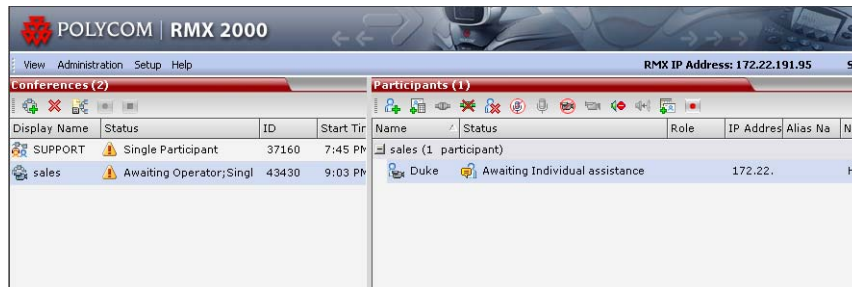 POLYCOM | RMX 2000
View Administration Setup Help RMX IP Address: 172.22.191.95 S
Conferences (2) Participants (1)
Display Name Status ID Start Tir Name Status Role IP Addres Alias Na N
SUPPORT Single Participant 37160 7:45 PM sales (1 participant)
sales Awaiting Operator;Singl 43430 9:03 PM Duke Awaiting Individual assistance 172.22. H